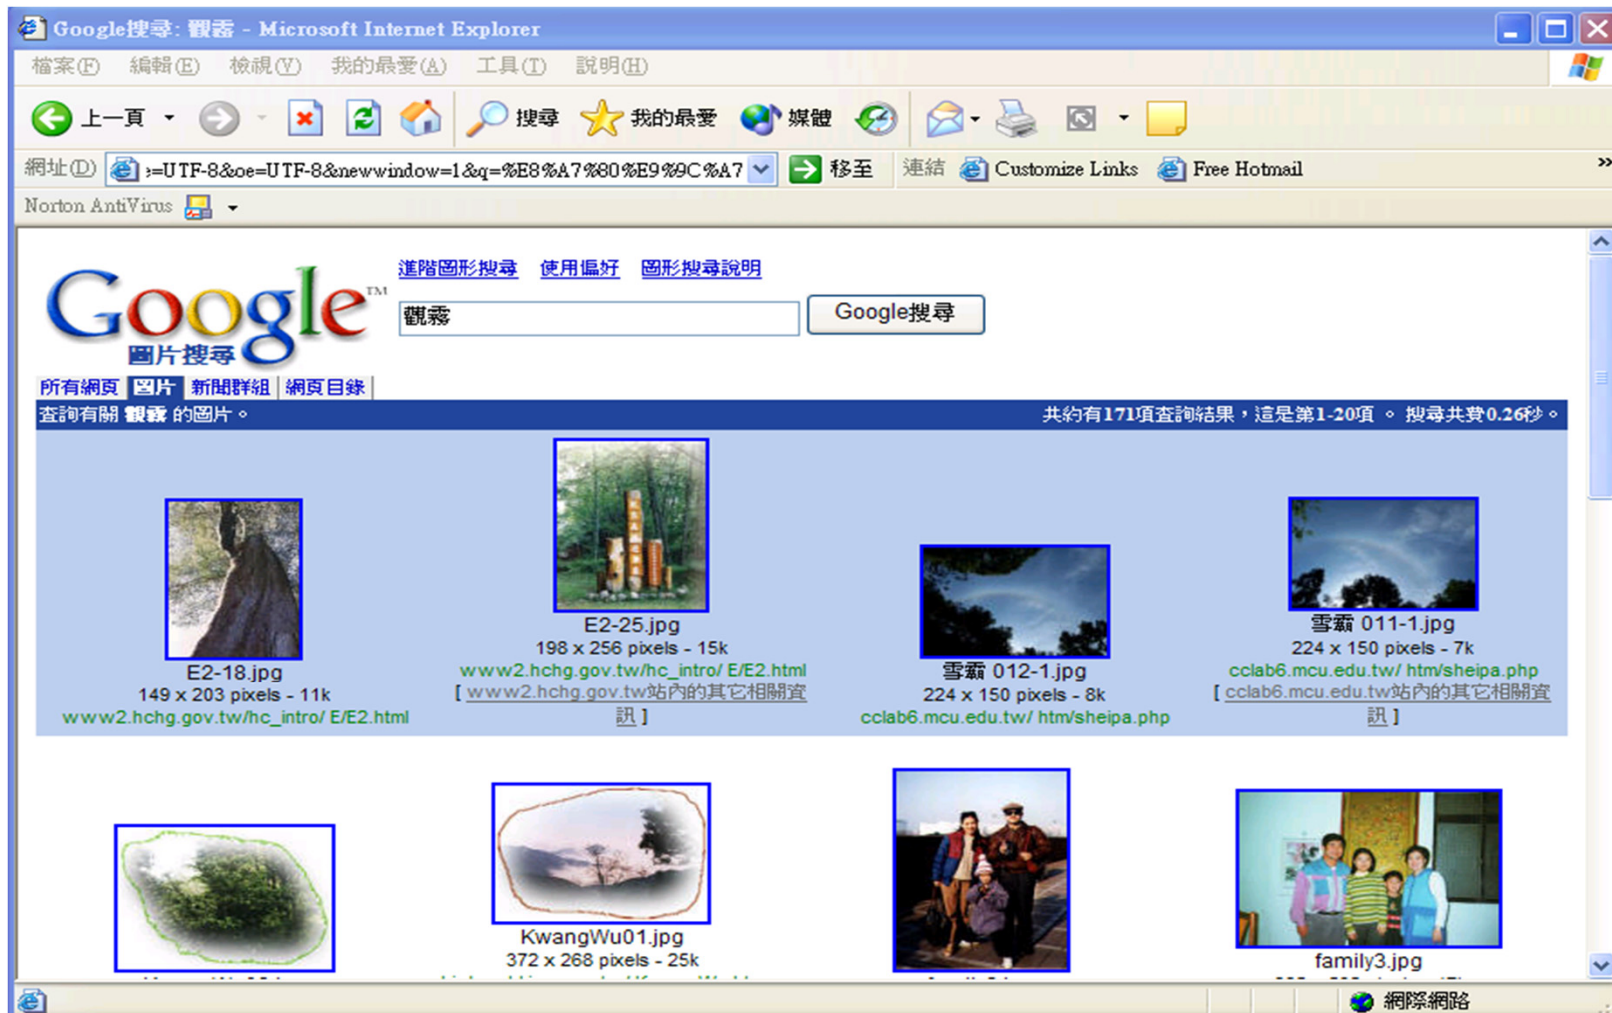 Google搜尋: 觀霧 - Microsoft Internet Explorer
檔案(F) 編輯(E) 檢視(V) 我的最愛(A) 工具(T) 說明(H)
上一頁 搜尋 我的最愛 媒體
網址(D) :=UTF-8&oe=UTF-8&newwindow=1&q=%E8%A7%80%E9%9C%A7 移至 連結 Customize Links Free Hotmail »
Norton AntiVirus
Google™
圖片搜尋
進階圖形搜尋 使用偏好 圖形搜尋說明
觀霧 Google搜尋
所有網頁 圖片 新聞群組 網頁目錄
查詢有關 觀霧 的圖片。 共約有171項查詢結果，這是第1-20項 。 搜尋共費0.26秒。
E2-18.jpg
149 x 203 pixels - 11k
www2.hchg.gov.tw/hc_intro/ E/E2.html
E2-25.jpg
198 x 256 pixels - 15k
www2.hchg.gov.tw/hc_intro/ E/E2.html
[ www2.hchg.gov.tw站內的其它相關資
訊 ]
雪霸 012-1.jpg
224 x 150 pixels - 8k
cclab6.mcu.edu.tw/ htm/sheipa.php
雪霸 011-1.jpg
224 x 150 pixels - 7k
cclab6.mcu.edu.tw/ htm/sheipa.php
[ cclab6.mcu.edu.tw站內的其它相關資
訊 ]
KwangWu01.jpg
372 x 268 pixels - 25k
family3.jpg
網際網路